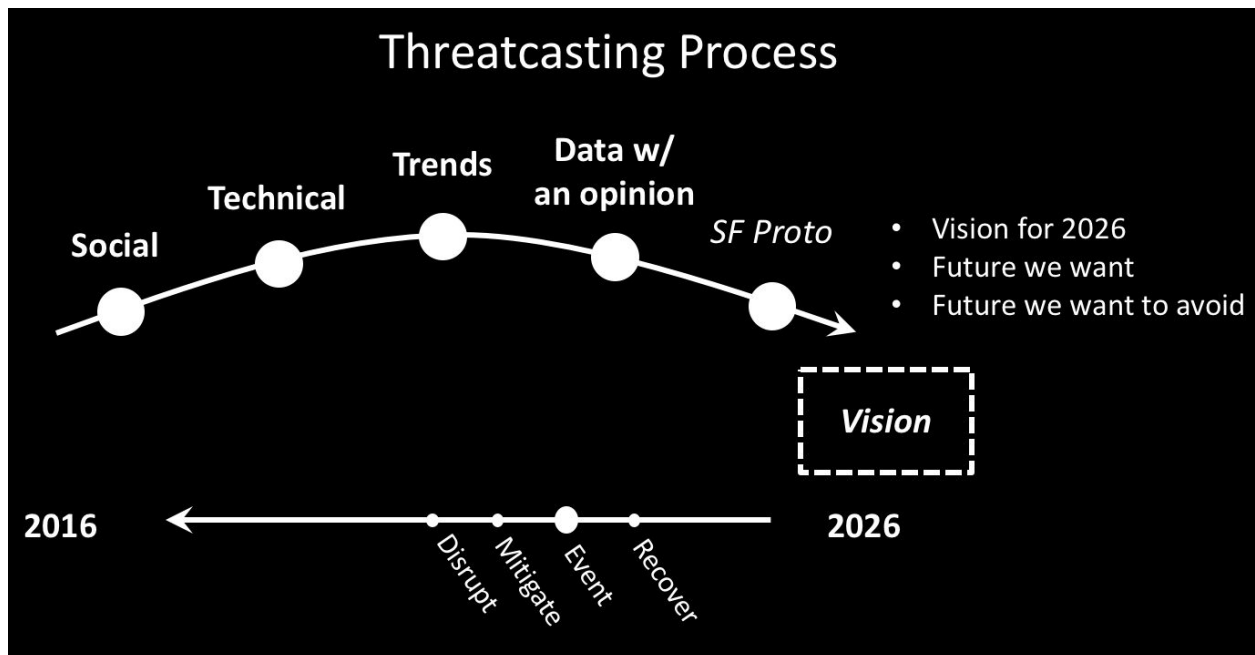 Threatcasting Process
Social
Technical
Trends
Data w/
an opinion
SF Proto
• Vision for 2026
• Future we want
• Future we want to avoid
Vision
2016
2026
Disrupt
Mitigate
Event
Recover